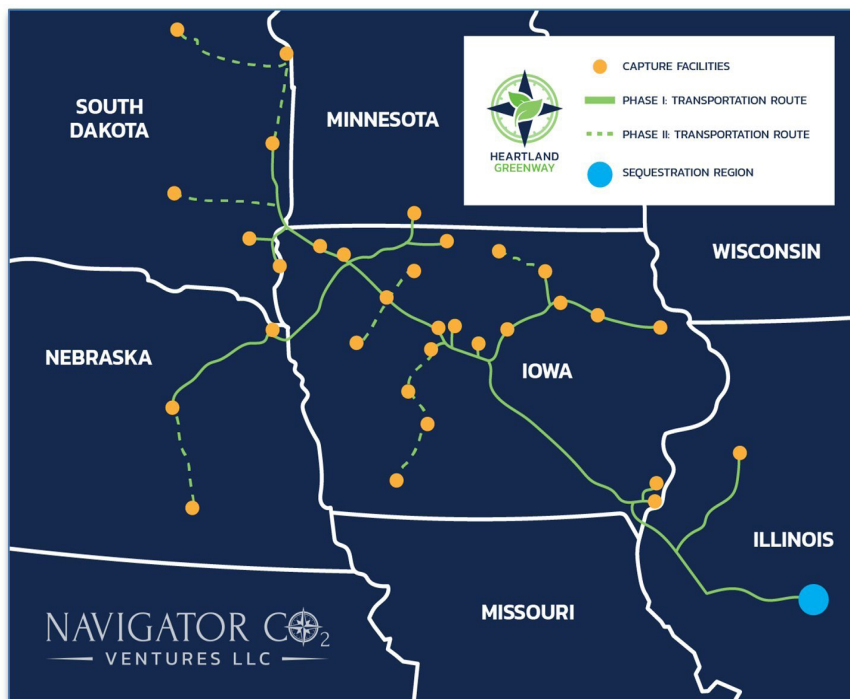 SOUTH
DAKOTA
MINNESOTA
HEARTLAND
GREENWAY
CAPTURE FACILITIES
PHASE I: TRANSPORTATION ROUTE
PHASE II: TRANSPORTATION ROUTE
SEQUESTRATION REGION
WISCONSIN
NEBRASKA
IOWA
ILLINOIS
MISSOURI
NAVIGATOR CO2
VENTURES LLC